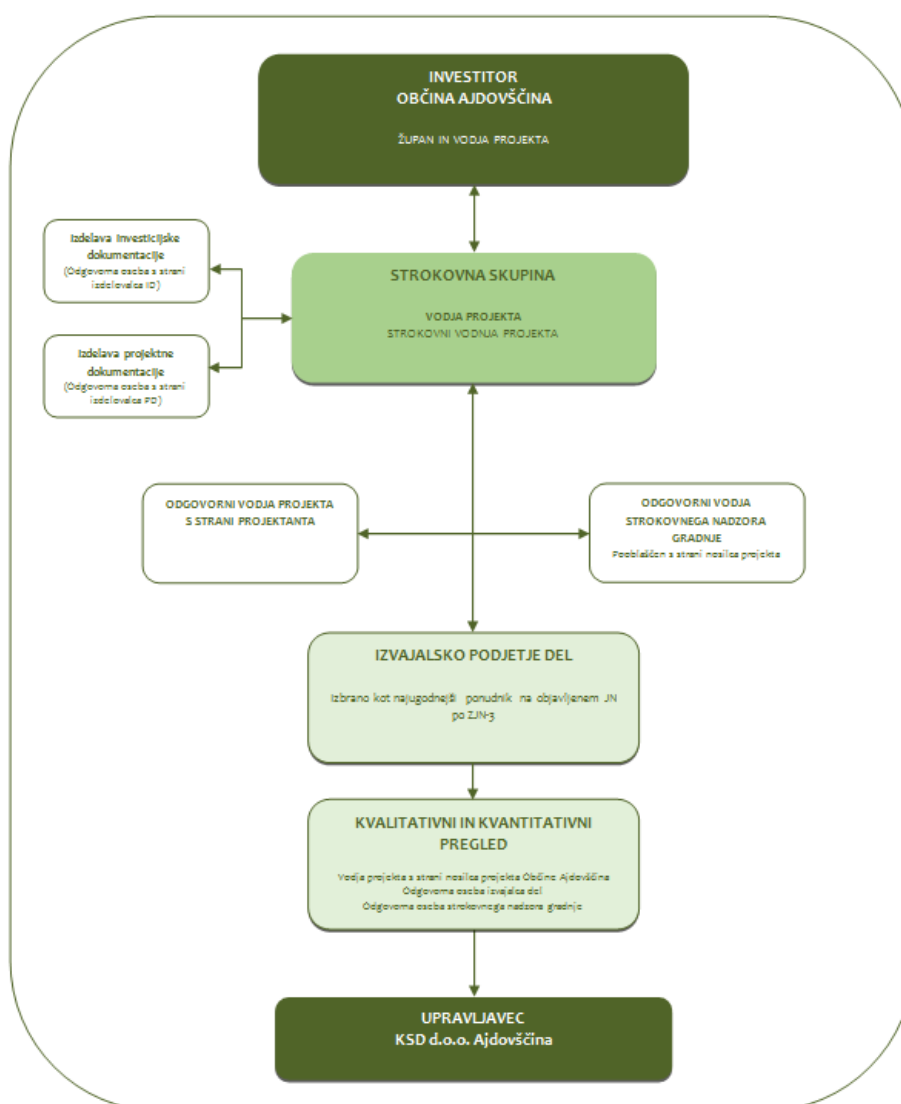 INVESTITOR
OBČINA AJDOVŠČINA
ŽUPAN IN VODJA PROJEKTA
Izdelava investicijske
dokumentacije
(Odgovorna oseba s strani
izdelovalca ID)
STROKOVNA SKUPINA
VODJA PROJEKTA
STROKOVNI VODNJA PROJEKTA
Izdelava projektne
dokumentacije
(Odgovorna oseba s strani
izdelovalca PD)
ODGOVORNI VODJA PROJEKTA
S STRANI PROJEKTANTA
ODGOVORNI VODJA
STROKOVNEGA NADZORA
GRADNJE
Pooblaščen s strani nosilca projekta
IZVAJALSKO PODJETJE DEL
Izbrano kot najugodnejši ponudnik na objavljenem JN
po ZJN-3
KVALITATIVNI IN KVANTITATIVNI
PREGLED
Vodja projekta s strani nosilca projekta Občine Ajdovščina
Odgovorna oseba izvajalca del
Odgovorna oseba strokovnega nadzora gradnje
UPRAVLJAVEC
KSD d.o.o. Ajdovščina